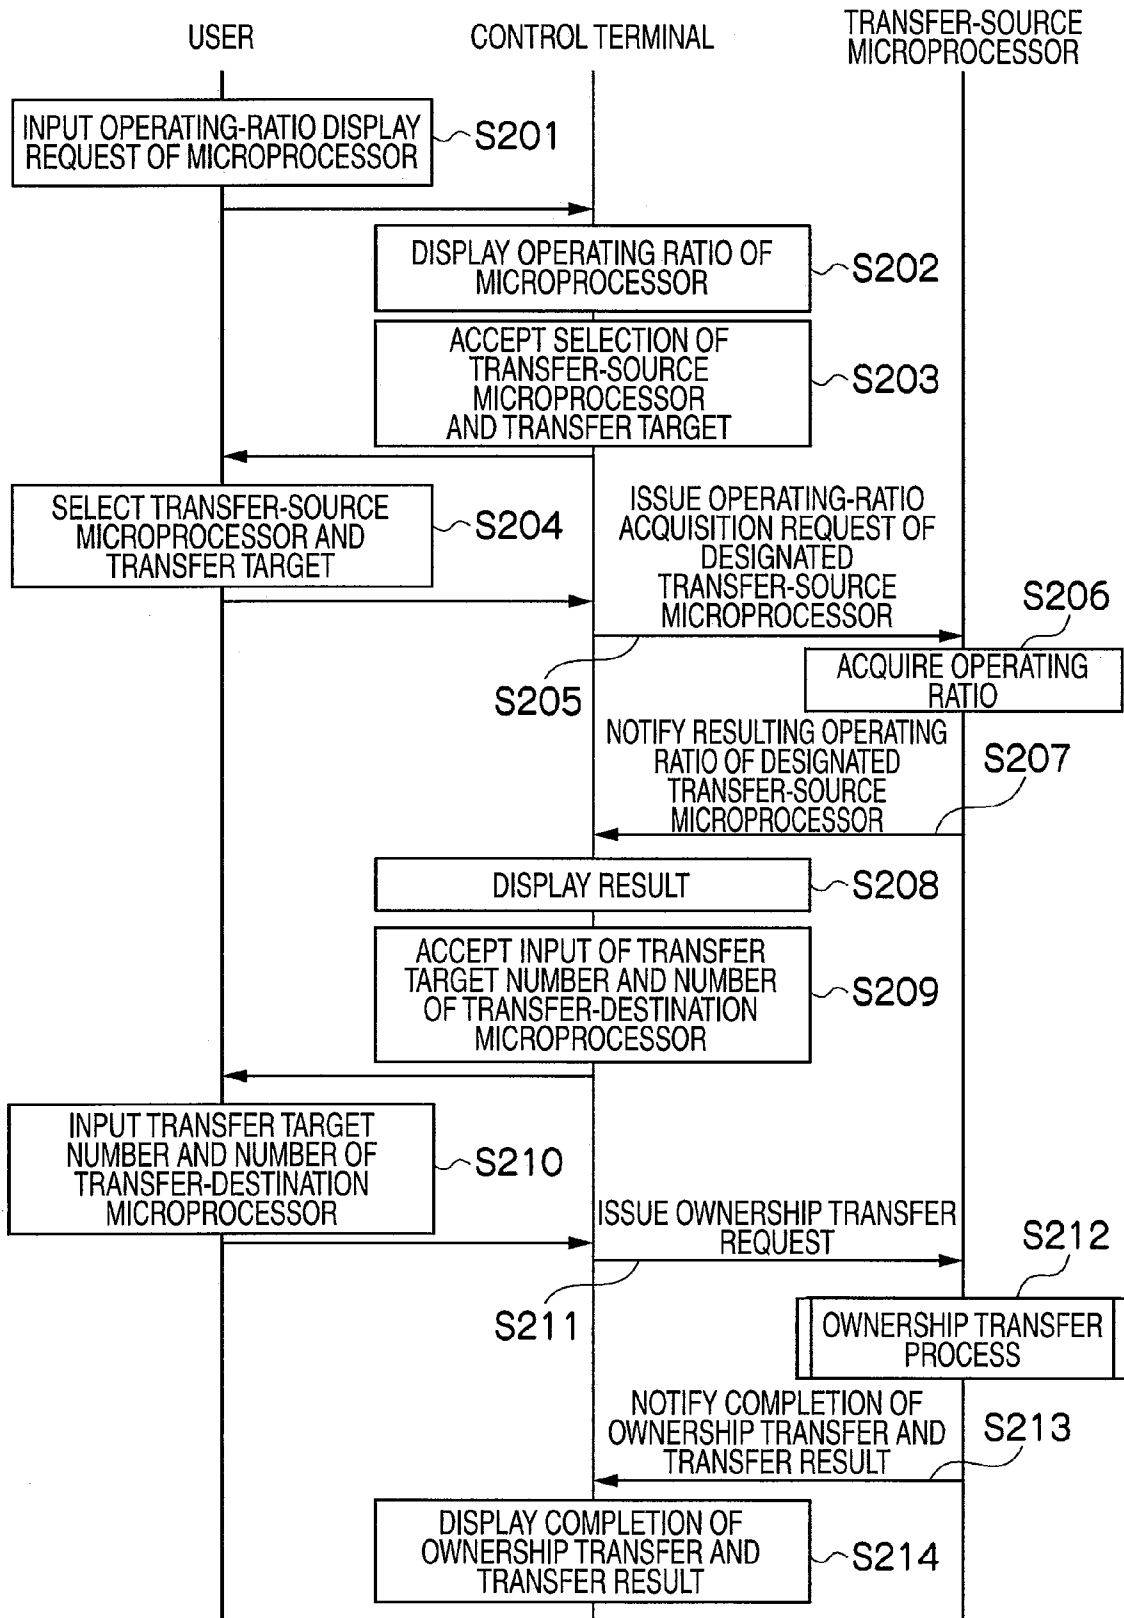 USER
CONTROL TERMINAL
TRANSFER-SOURCE
MICROPROCESSOR
INPUT OPERATING-RATIO DISPLAY
REQUEST OF MICROPROCESSOR
S201
DISPLAY OPERATING RATIO OF
MICROPROCESSOR
S202
ACCEPT SELECTION OF
TRANSFER-SOURCE
MICROPROCESSOR
AND TRANSFER TARGET
S203
SELECT TRANSFER-SOURCE
MICROPROCESSOR AND
TRANSFER TARGET
S204
ISSUE OPERATING-RATIO
ACQUISITION REQUEST OF
DESIGNATED
TRANSFER-SOURCE
MICROPROCESSOR
S205
S206
ACQUIRE OPERATING
RATIO
NOTIFY RESULTING OPERATING
RATIO OF DESIGNATED
TRANSFER-SOURCE
MICROPROCESSOR
S207
DISPLAY RESULT
S208
ACCEPT INPUT OF TRANSFER
TARGET NUMBER AND NUMBER
OF TRANSFER-DESTINATION
MICROPROCESSOR
S209
INPUT TRANSFER TARGET
NUMBER AND NUMBER OF
TRANSFER-DESTINATION
MICROPROCESSOR
S210
ISSUE OWNERSHIP TRANSFER
REQUEST
S211
S212
OWNERSHIP TRANSFER
PROCESS
NOTIFY COMPLETION OF
OWNERSHIP TRANSFER AND
TRANSFER RESULT
S213
DISPLAY COMPLETION OF
OWNERSHIP TRANSFER AND
TRANSFER RESULT
S214